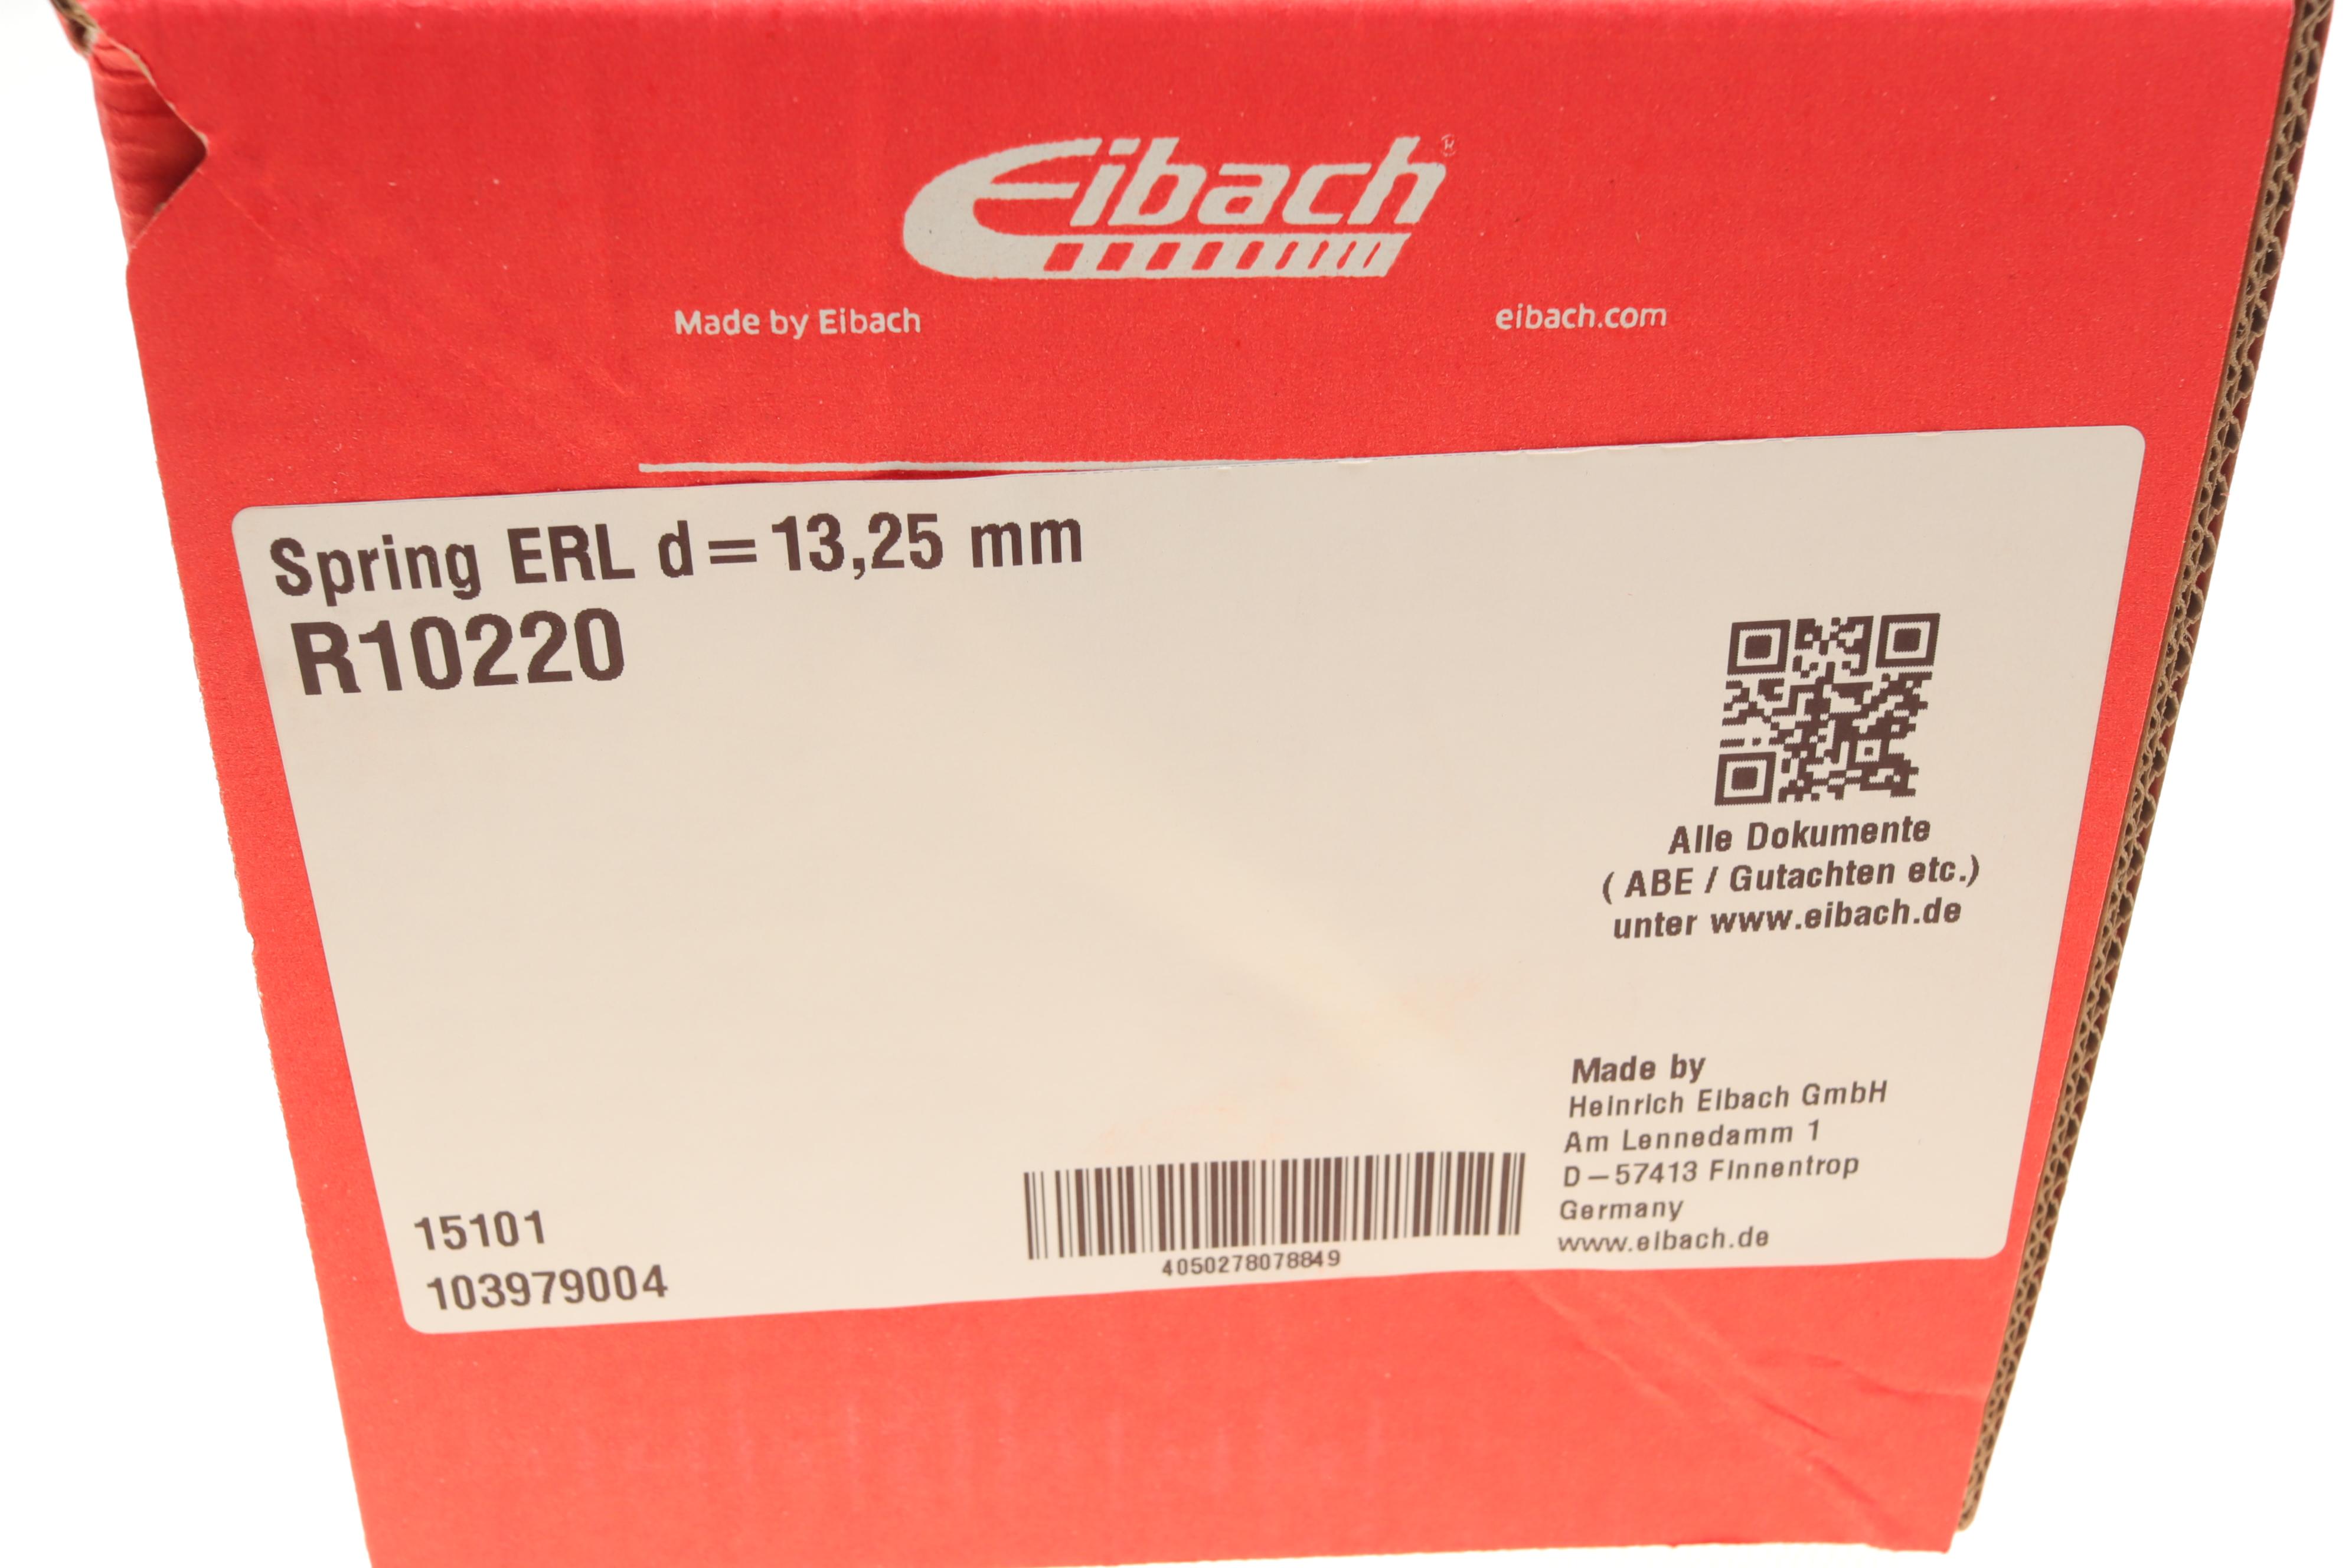 Eibach®
Made by Eibach
eibach.com
Spring ERL d=13,25 mm
R10220
Alle Dokumente
( ABE / Gutachten etc.)
unter www.eibach.de
Made by
Heinrich Eibach GmbH
Am Lennedamm 1
D-57413 Finnentrop
Germany
www.eibach.de
15101
103979004
4050278078849